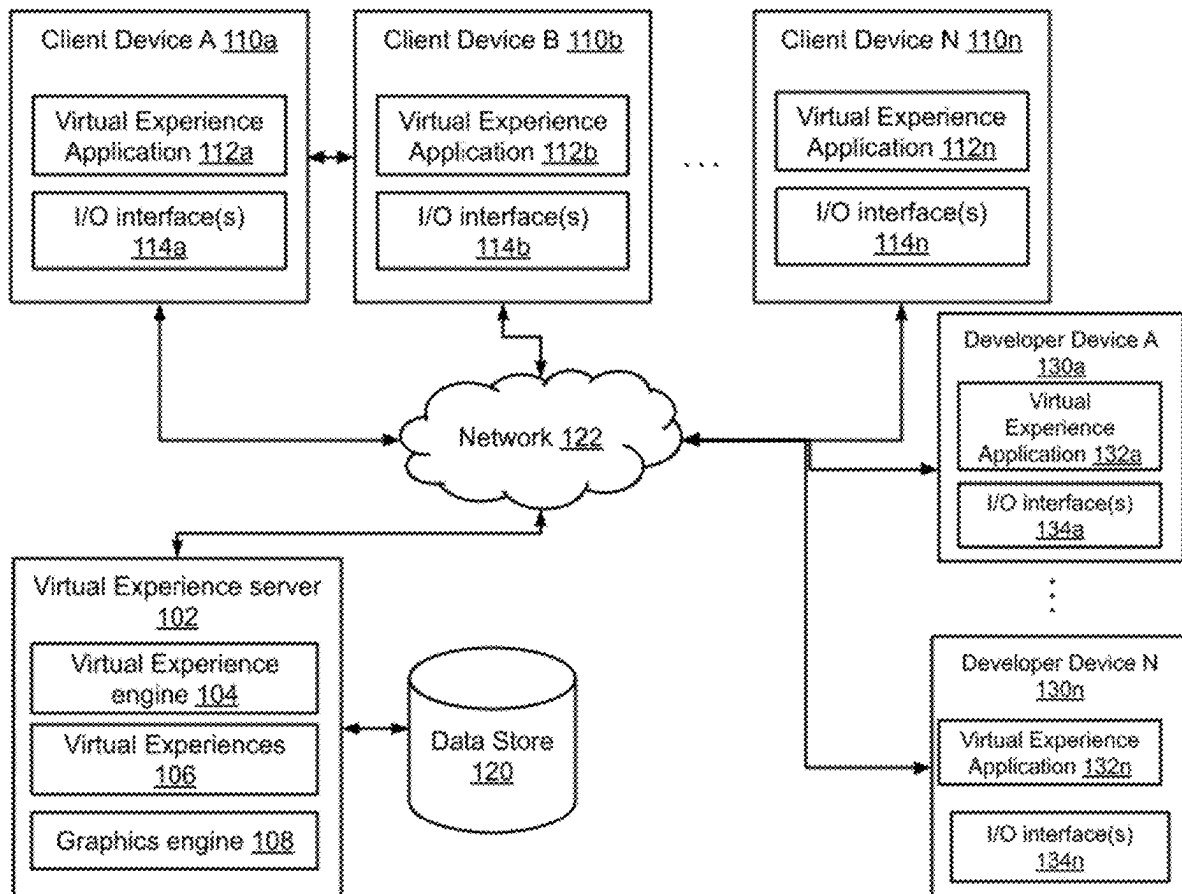 Client Device A 110a
Virtual Experience
Application 112a
I/O interface(s)
114a
Client Device B 110b
Virtual Experience
Application 112b
I/O interface(s)
114b
. . .
Client Device N 110n
Virtual Experience
Application 112n
I/O interface(s)
114n
Network 122
Developer Device A
130a
Virtual
Experience
Application 132a
I/O interface(s)
134a
Developer Device N
130n
Virtual Experience
Application 132n
I/O interface(s)
134n
Virtual Experience server
102
Virtual Experience
engine 104
Virtual Experiences
106
Graphics engine 108
Data Store
120